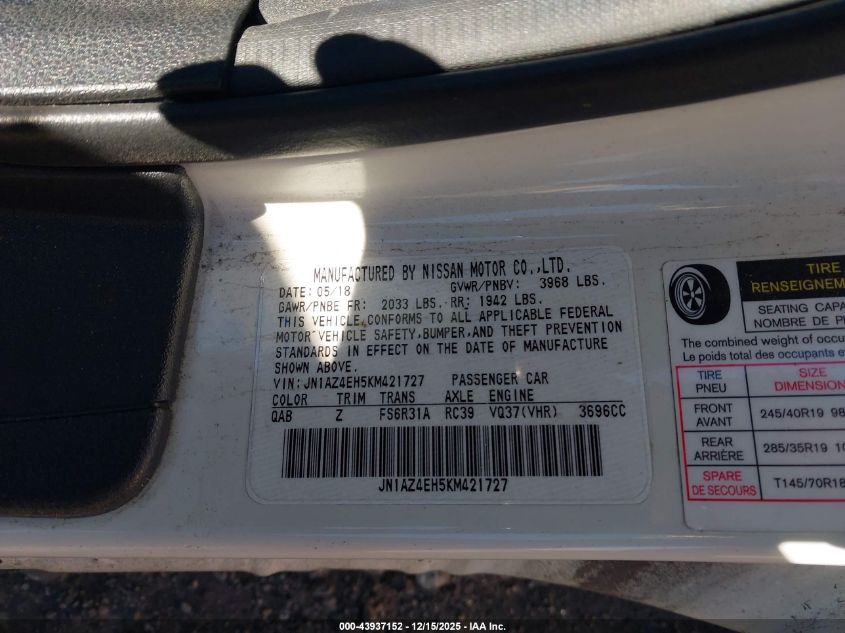 MANUFACTURED BY NISSAN MOTOR CO.,LTD.
DATE: 05/18 GVWR/PNBV: 3968 LBS.
GAWR/PNBE FR: 2033 LBS. RR: 1942 LBS.
THIS VEHICLE CONFORMS TO ALL APPLICABLE FEDERAL
MOTOR VEHICLE SAFETY, BUMPER, AND THEFT PREVENTION
STANDARDS IN EFFECT ON THE DATE OF MANUFACTURE
SHOWN ABOVE.
VIN: JN1AZ4EH5KM421727 PASSENGER CAR
COLOR TRIM TRANS AXLE ENGINE
QAB Z FS6R31A RC39 VQ37(VHR) 3696CC
JN1AZ4EH5KM421727
TIRE
RENSEIGNEM
SEATING CAPA
NOMBRE DE P
The combined weight of occu
Le poids total des occupants e
TIRE SIZE
PNEU DIMENSION
FRONT
AVANT 245/40R19 98
REAR
ARRIÈRE 285/35R19 10
SPARE
DE SECOURS T145/70R18
000-43937152 - 12/15/2025 - IAA Inc.